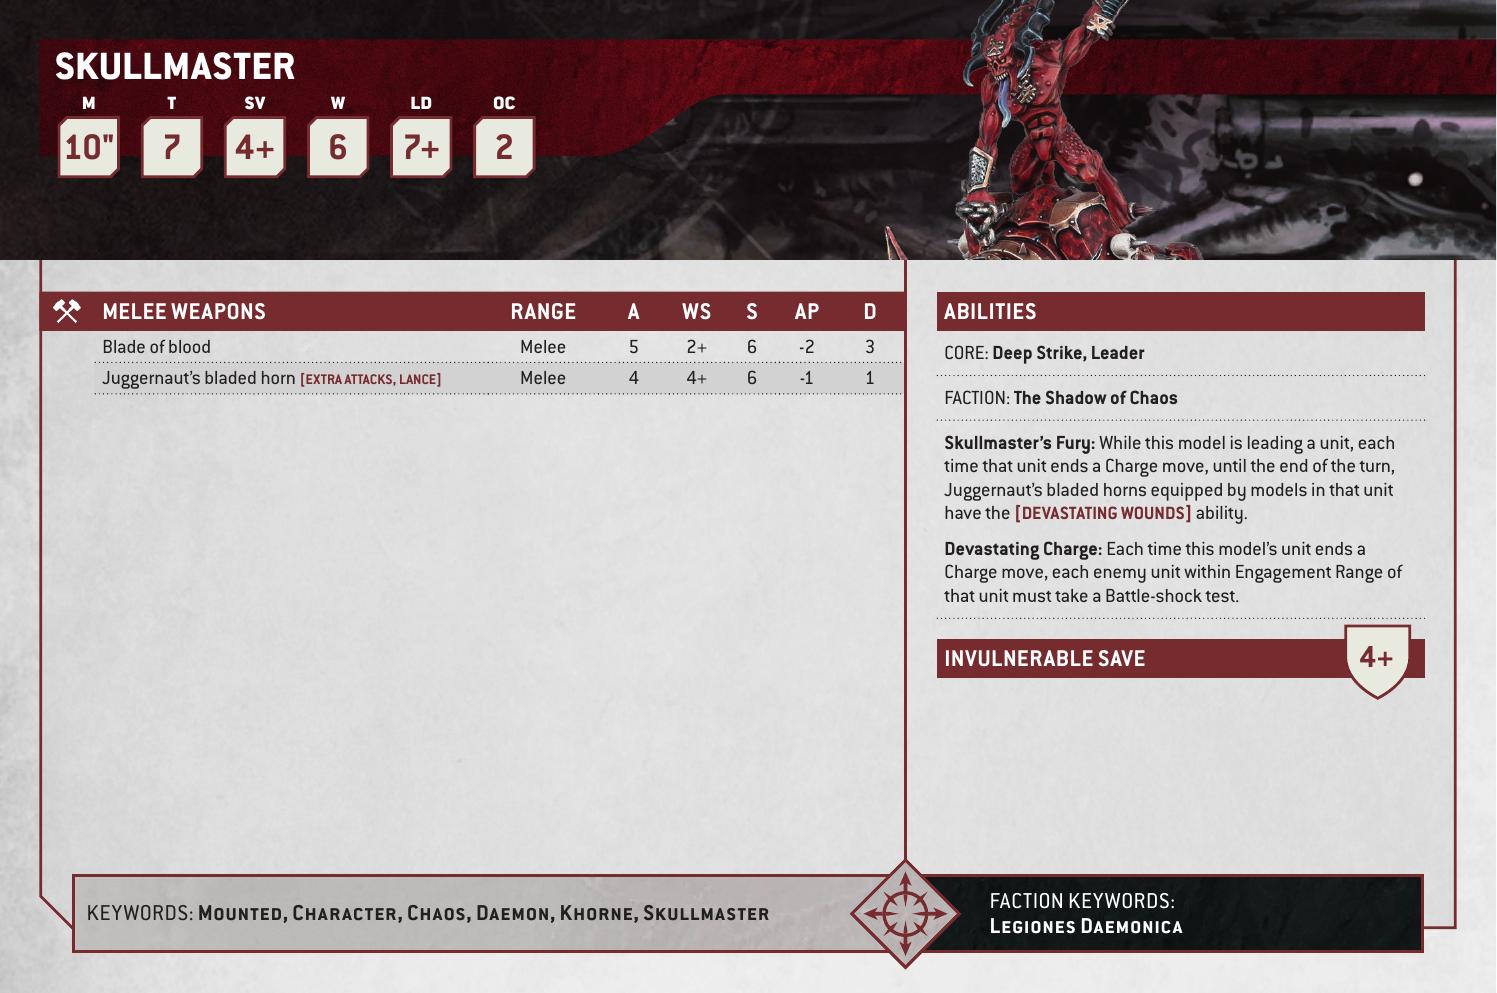 SKULLMASTER
M T SV W LD OC
10" 7 4+ 6 7+ 2
MELEE WEAPONS RANGE A WS S AP D
Blade of blood Melee 5 2+ 6 -2 3
Juggernaut's bladed horn [EXTRA ATTACKS, LANCE] Melee 4 4+ 6 -1 1
ABILITIES
CORE: Deep Strike, Leader
FACTION: The Shadow of Chaos
Skullmaster's Fury: While this model is leading a unit, each
time that unit ends a Charge move, until the end of the turn,
Juggernaut's bladed horns equipped by models in that unit
have the [DEVASTATING WOUNDS] ability.
Devastating Charge: Each time this model's unit ends a
Charge move, each enemy unit within Engagement Range of
that unit must take a Battle-shock test.
INVULNERABLE SAVE 4+
KEYWORDS: Mounted, Character, Chaos, Daemon, Khorne, Skullmaster
FACTION KEYWORDS:
Legiones Daemonica